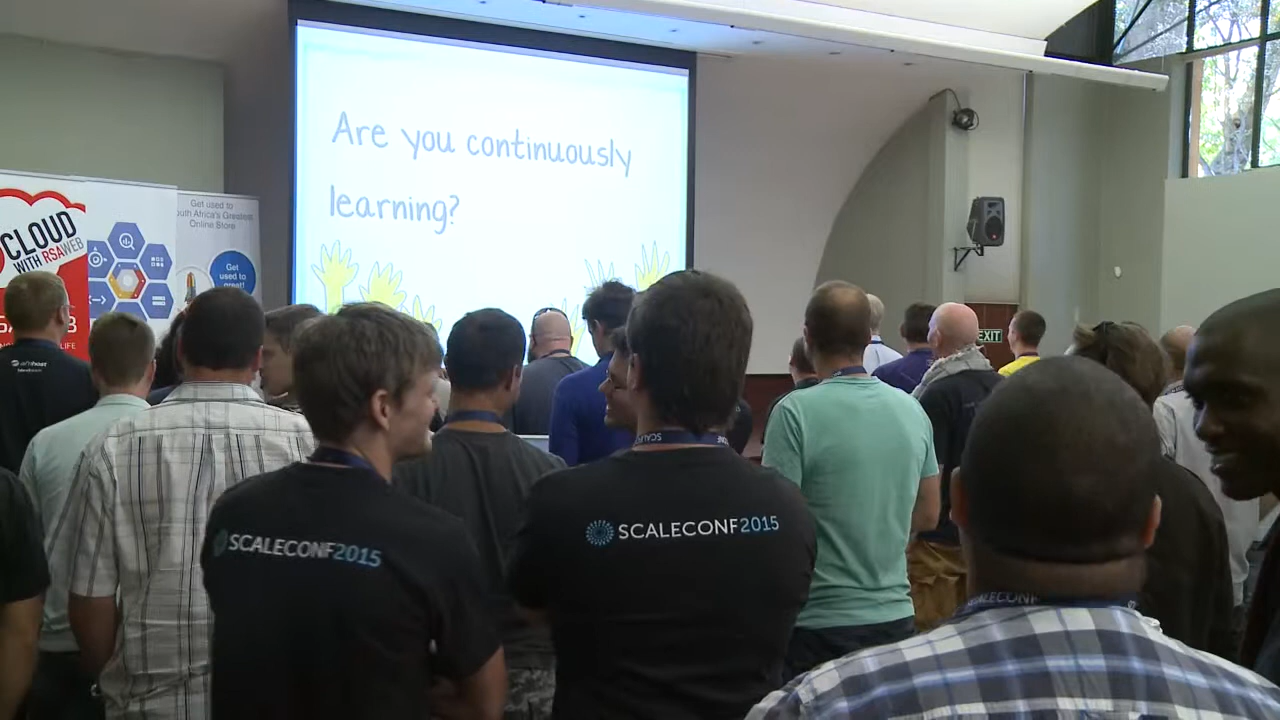 Are you continuously
learning?
CLOUD
WITH RSAWEB
Get used to
South Africa's Greatest
Online Store
Get
used to
great!
EXIT
SCALECONF2015
SCALECONF2015
SCALECONF